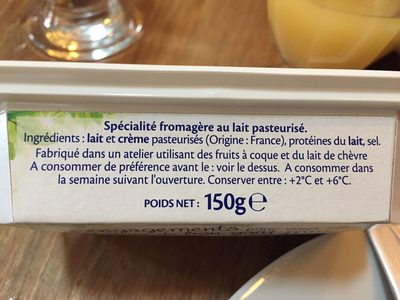 Spécialité fromagère au lait pasteurisé.
Ingrédients : lait et crème pasteurisés (Origine : France), protéines du lait, sel.
Fabriqué dans un atelier utilisant des fruits à coque et du lait de chèvre
A consommer de préférence avant le : voir le dessus. A consommer dans
la semaine suivant l'ouverture. Conserver entre : +2°C et +6°C.
POIDS NET : 150g℮
engagements pour